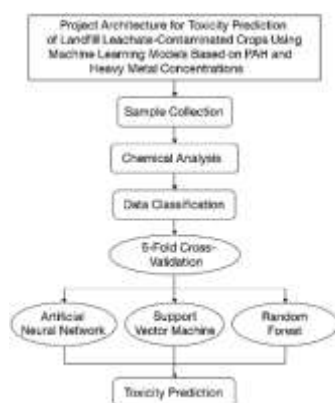 Project Architecture for Toxicity Prediction
of Landfill Leachate-Contaminated Crops Using
Machine Learning Models Based on PAH and
Heavy Metal Concentrations
Sample Collection
Chemical Analysis
Data Classification
5-Fold Cross-
Validation
Artificial
Neural Network
Support
Vector Machine
Random
Forest
Toxicity Prediction